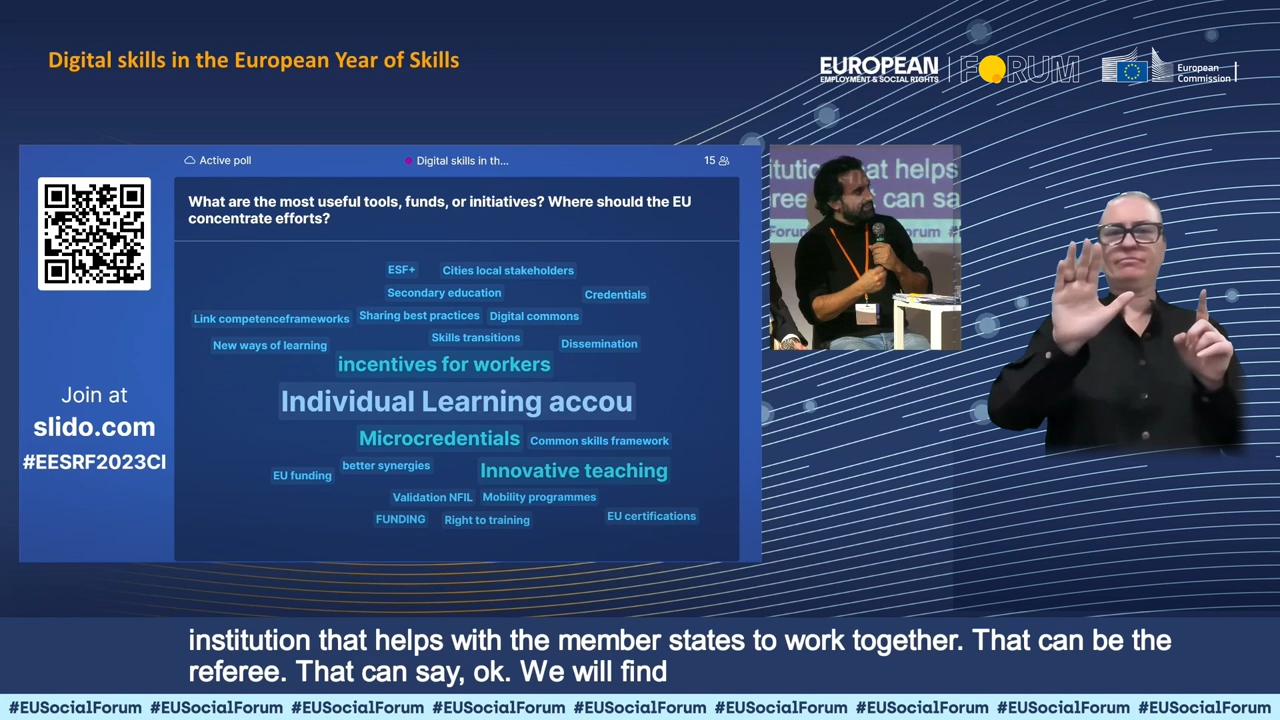 Digital skills in the European Year of Skills
EUROPEAN
EMPLOYMENT & SOCIAL RIGHTS
FORUM
European
Commission
Active poll
Digital skills in th...
15
What are the most useful tools, funds, or initiatives? Where should the EU
concentrate efforts?
ESF+
Cities local stakeholders
Secondary education
Credentials
Link competenceframeworks
Sharing best practices
Digital commons
Skills transitions
New ways of learning
Dissemination
incentives for workers
Individual Learning accou
Microcredentials
Common skills framework
better synergies
Innovative teaching
EU funding
Validation NFIL
Mobility programmes
FUNDING
Right to training
EU certifications
Join at
slido.com
#EESRF2023CI
at helps
can sa
institution that helps with the member states to work together. That can be the
referee. That can say, ok. We will find
#EUSocialForum #EUSocialForum #EUSocialForum #EUSocialForum #EUSocialForum #EUSocialForum #EUSocialForum #EUSocialForum #EUSocialForum